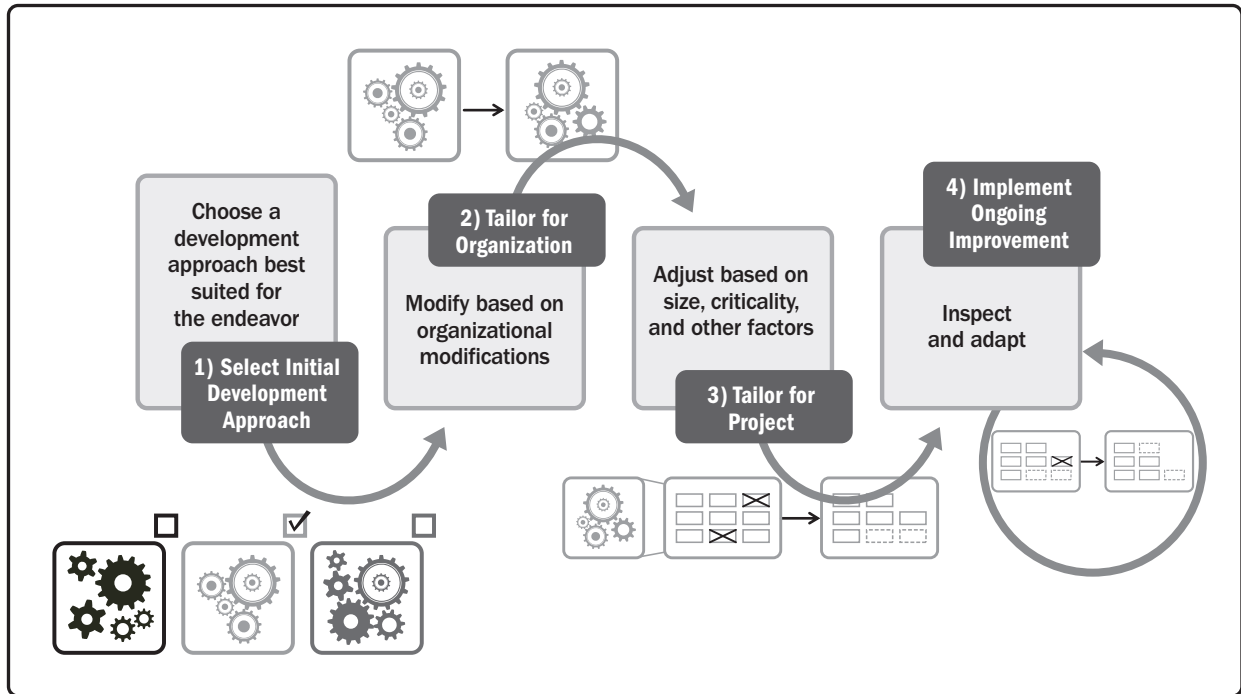 Choose a
development
approach best
suited for
the endeavor
1) Select Initial
Development
Approach
2) Tailor for
Organization
Modify based on
organizational
modifications
Adjust based on
size, criticality,
and other factors
3) Tailor for
Project
4) Implement
Ongoing
Improvement
Inspect
and adapt